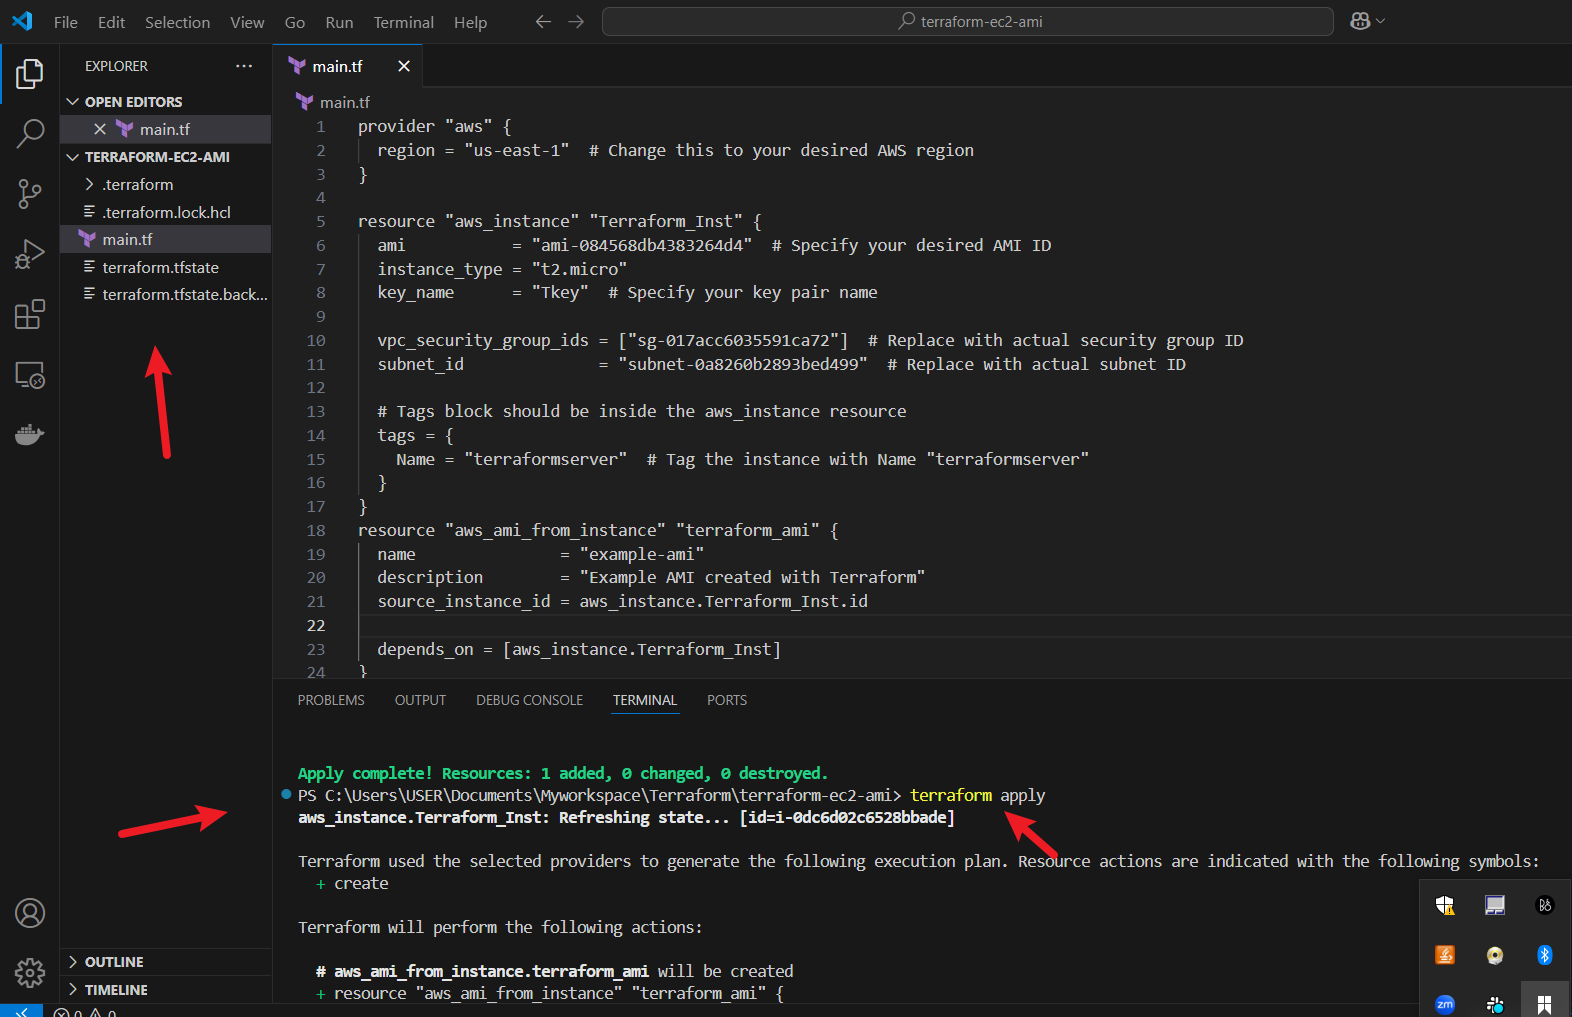 File Edit Selection View Go Run Terminal Help
terraform-ec2-ami
EXPLORER
OPEN EDITORS
main.tf
TERRAFORM-EC2-AMI
.terraform
.terraform.lock.hcl
main.tf
terraform.tfstate
terraform.tfstate.back...
OUTLINE
TIMELINE
main.tf
main.tf
1 provider "aws" {
2 region = "us-east-1"  # Change this to your desired AWS region
3 }
4
5 resource "aws_instance" "Terraform_Inst" {
6 ami           = "ami-084568db4383264d4"  # Specify your desired AMI ID
7 instance_type = "t2.micro"
8 key_name      = "Tkey"  # Specify your key pair name
9
10 vpc_security_group_ids = ["sg-017acc6035591ca72"]  # Replace with actual security group ID
11 subnet_id              = "subnet-0a8260b2893bed499"  # Replace with actual subnet ID
12
13 # Tags block should be inside the aws_instance resource
14 tags = {
15 Name = "terraformserver"  # Tag the instance with Name "terraformserver"
16 }
17 }
18 resource "aws_ami_from_instance" "terraform_ami" {
19 name               = "example-ami"
20 description        = "Example AMI created with Terraform"
21 source_instance_id = aws_instance.Terraform_Inst.id
22
23 depends_on = [aws_instance.Terraform_Inst]
24 }
PROBLEMS OUTPUT DEBUG CONSOLE TERMINAL PORTS
Apply complete! Resources: 1 added, 0 changed, 0 destroyed.
PS C:\Users\USER\Documents\Myworkspace\Terraform\terraform-ec2-ami> terraform apply
aws_instance.Terraform_Inst: Refreshing state... [id=i-0dc6d02c6528bbade]
Terraform used the selected providers to generate the following execution plan. Resource actions are indicated with the following symbols:
+ create
Terraform will perform the following actions:
# aws_ami_from_instance.terraform_ami will be created
+ resource "aws_ami_from_instance" "terraform_ami" {
zm
0 0